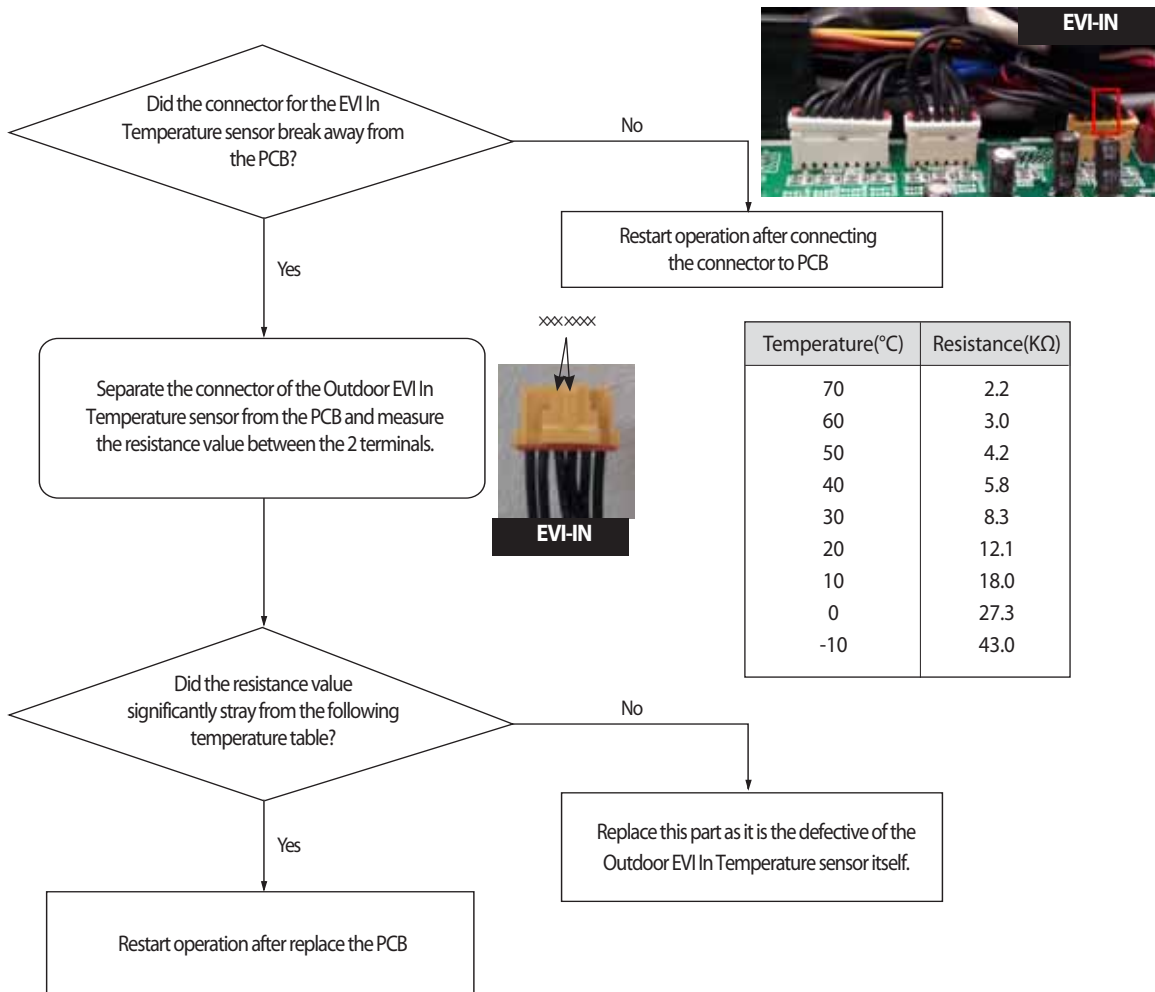 EVI-IN
Did the connector for the EVI In
Temperature sensor break away from
the PCB?
No
Restart operation after connecting
the connector to PCB
Yes
Separate the connector of the Outdoor EVI In
Temperature sensor from the PCB and measure
the resistance value between the 2 terminals.
EVI-IN
Temperature(°C) Resistance(KΩ)
70 2.2
60 3.0
50 4.2
40 5.8
30 8.3
20 12.1
10 18.0
0 27.3
-10 43.0
Did the resistance value
significantly stray from the following
temperature table?
No
Replace this part as it is the defective of the
Outdoor EVI In Temperature sensor itself.
Yes
Restart operation after replace the PCB